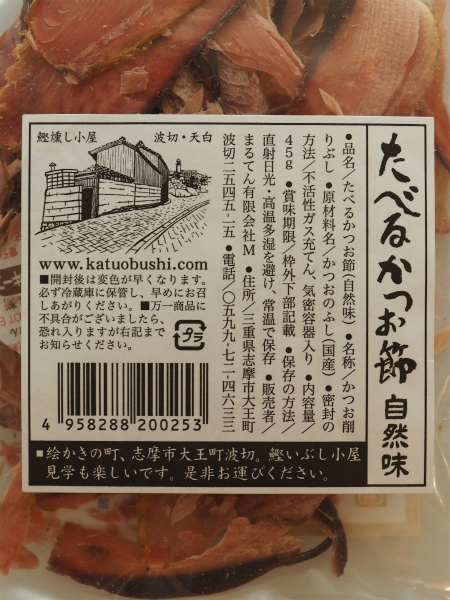 たべるかつお節 自然味
●品名／たべるかつお節（自然味）●名称／かつお削
りぶし●原材料名／かつおのふし（国産）●密封の
方法／不活性ガス充てん、気密容器入り●内容量／
45g●賞味期限／枠外下部記載●保存の方法／
直射日光・高温多湿を避け、常温で保存●販売者／
まるてん有限会社M●住所／三重県志摩市大王町
波切二五四五-一五●電話／〇五九九-七二-四六三三
鰹燻し小屋 波切・天白
www.katuobushi.com
■開封後は変色が早くなります。
必ず冷蔵庫に保管し、早めにお召
しあがりください。■万一商品に
不具合がございましたら、
恐れ入りますが右記まで
お知らせください。
プラ
4 958288 200253
■絵かきの町、志摩市大王町波切。鰹いぶし小屋
見学も楽しいです。是非お運びください。